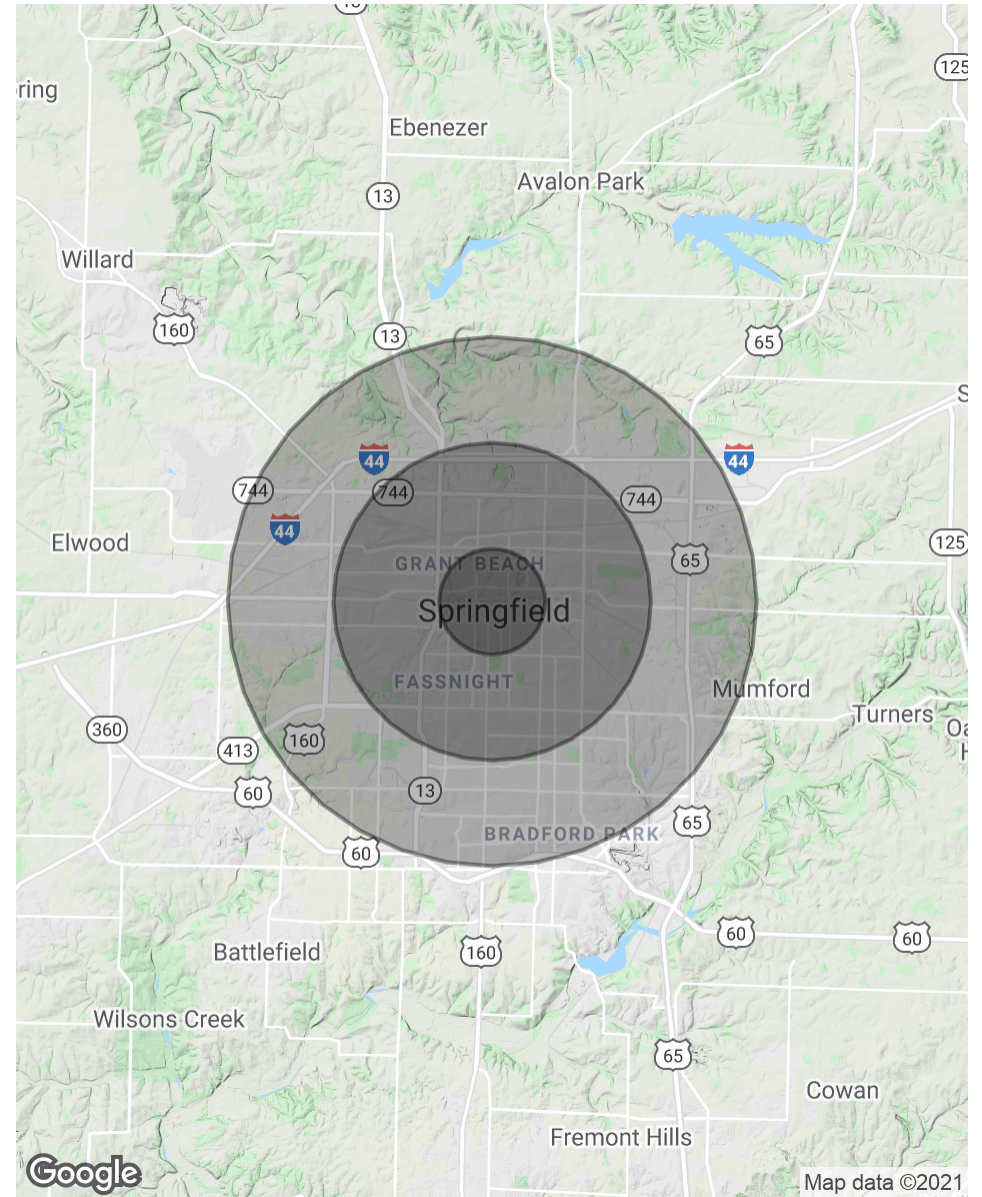 13
125
ring
Ebenezer
Avalon Park
13
Willard
160
13
65
S
44
44
744
744
744
Elwood
44
125
65
GRANT BEACH
Springfield
FASSNIGHT
Mumford
Turners
Oa
H
360
413
160
60
13
65
BRADFORD PARK
60
60
60
Battlefield
160
Wilsons Creek
65
Cowan
Fremont Hills
Google
Map data ©2021